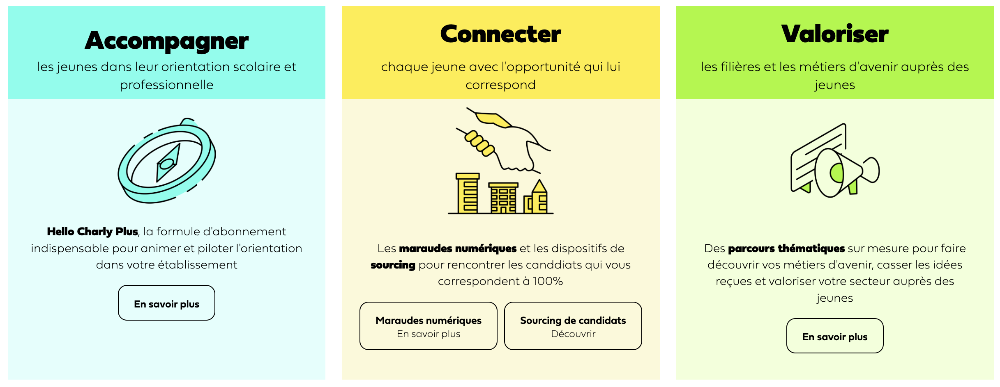 Accompagner
les jeunes dans leur orientation scolaire et
professionnelle
Hello Charly Plus, la formule d'abonnement
indispensable pour animer et piloter l'orientation
dans votre établissement
En savoir plus
Connecter
chaque jeune avec l'opportunité qui lui
correspond
Les maraudes numériques et les dispositifs de
sourcing pour rencontrer les canddiats qui vous
correspondent à 100%
Maraudes numériques
En savoir plus
Sourcing de candidats
Découvrir
Valoriser
les filières et les métiers d'avenir auprès des
jeunes
Des parcours thématiques sur mesure pour faire
découvrir vos métiers d'avenir, casser les idées
reçues et valoriser votre secteur auprès des
jeunes
En savoir plus